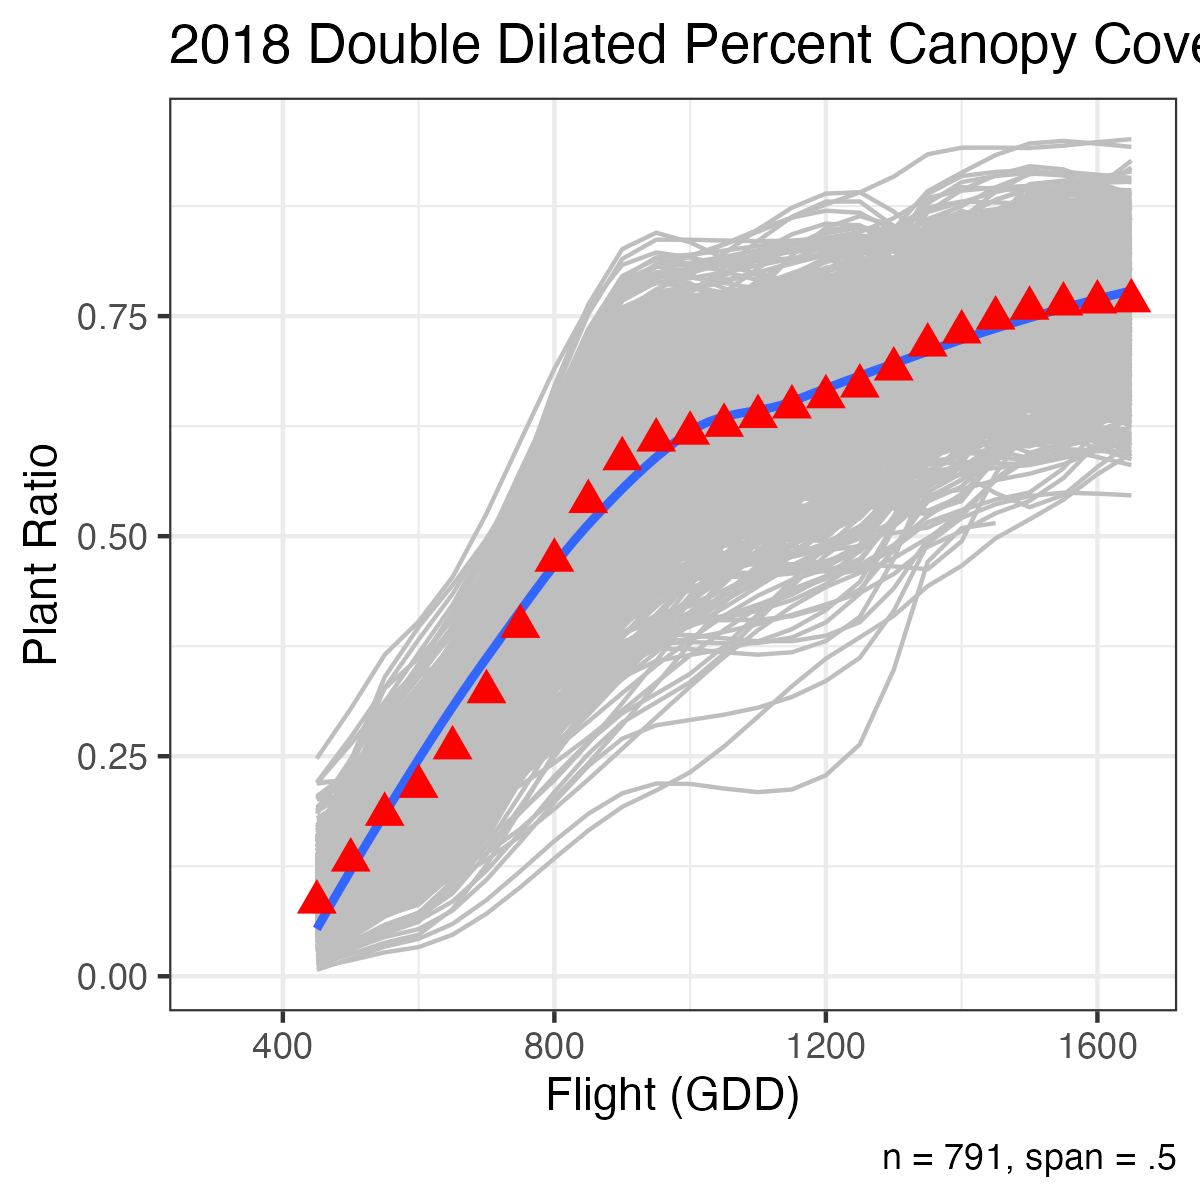 2018 Double Dilated Percent Canopy Cove
0.75
0.50
0.25
0.00
Plant Ratio
400 800 1200 1600
Flight (GDD)
n = 791, span = .5